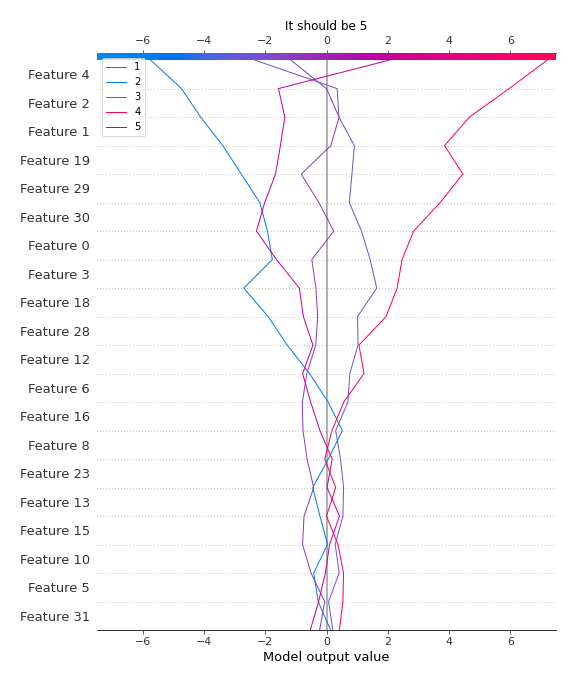 It should be 5
−6 −4 −2 0 2 4 6
1
2
3
4
5
Feature 4
Feature 2
Feature 1
Feature 19
Feature 29
Feature 30
Feature 0
Feature 3
Feature 18
Feature 28
Feature 12
Feature 6
Feature 16
Feature 8
Feature 23
Feature 13
Feature 15
Feature 10
Feature 5
Feature 31
−6 −4 −2 0 2 4 6
Model output value